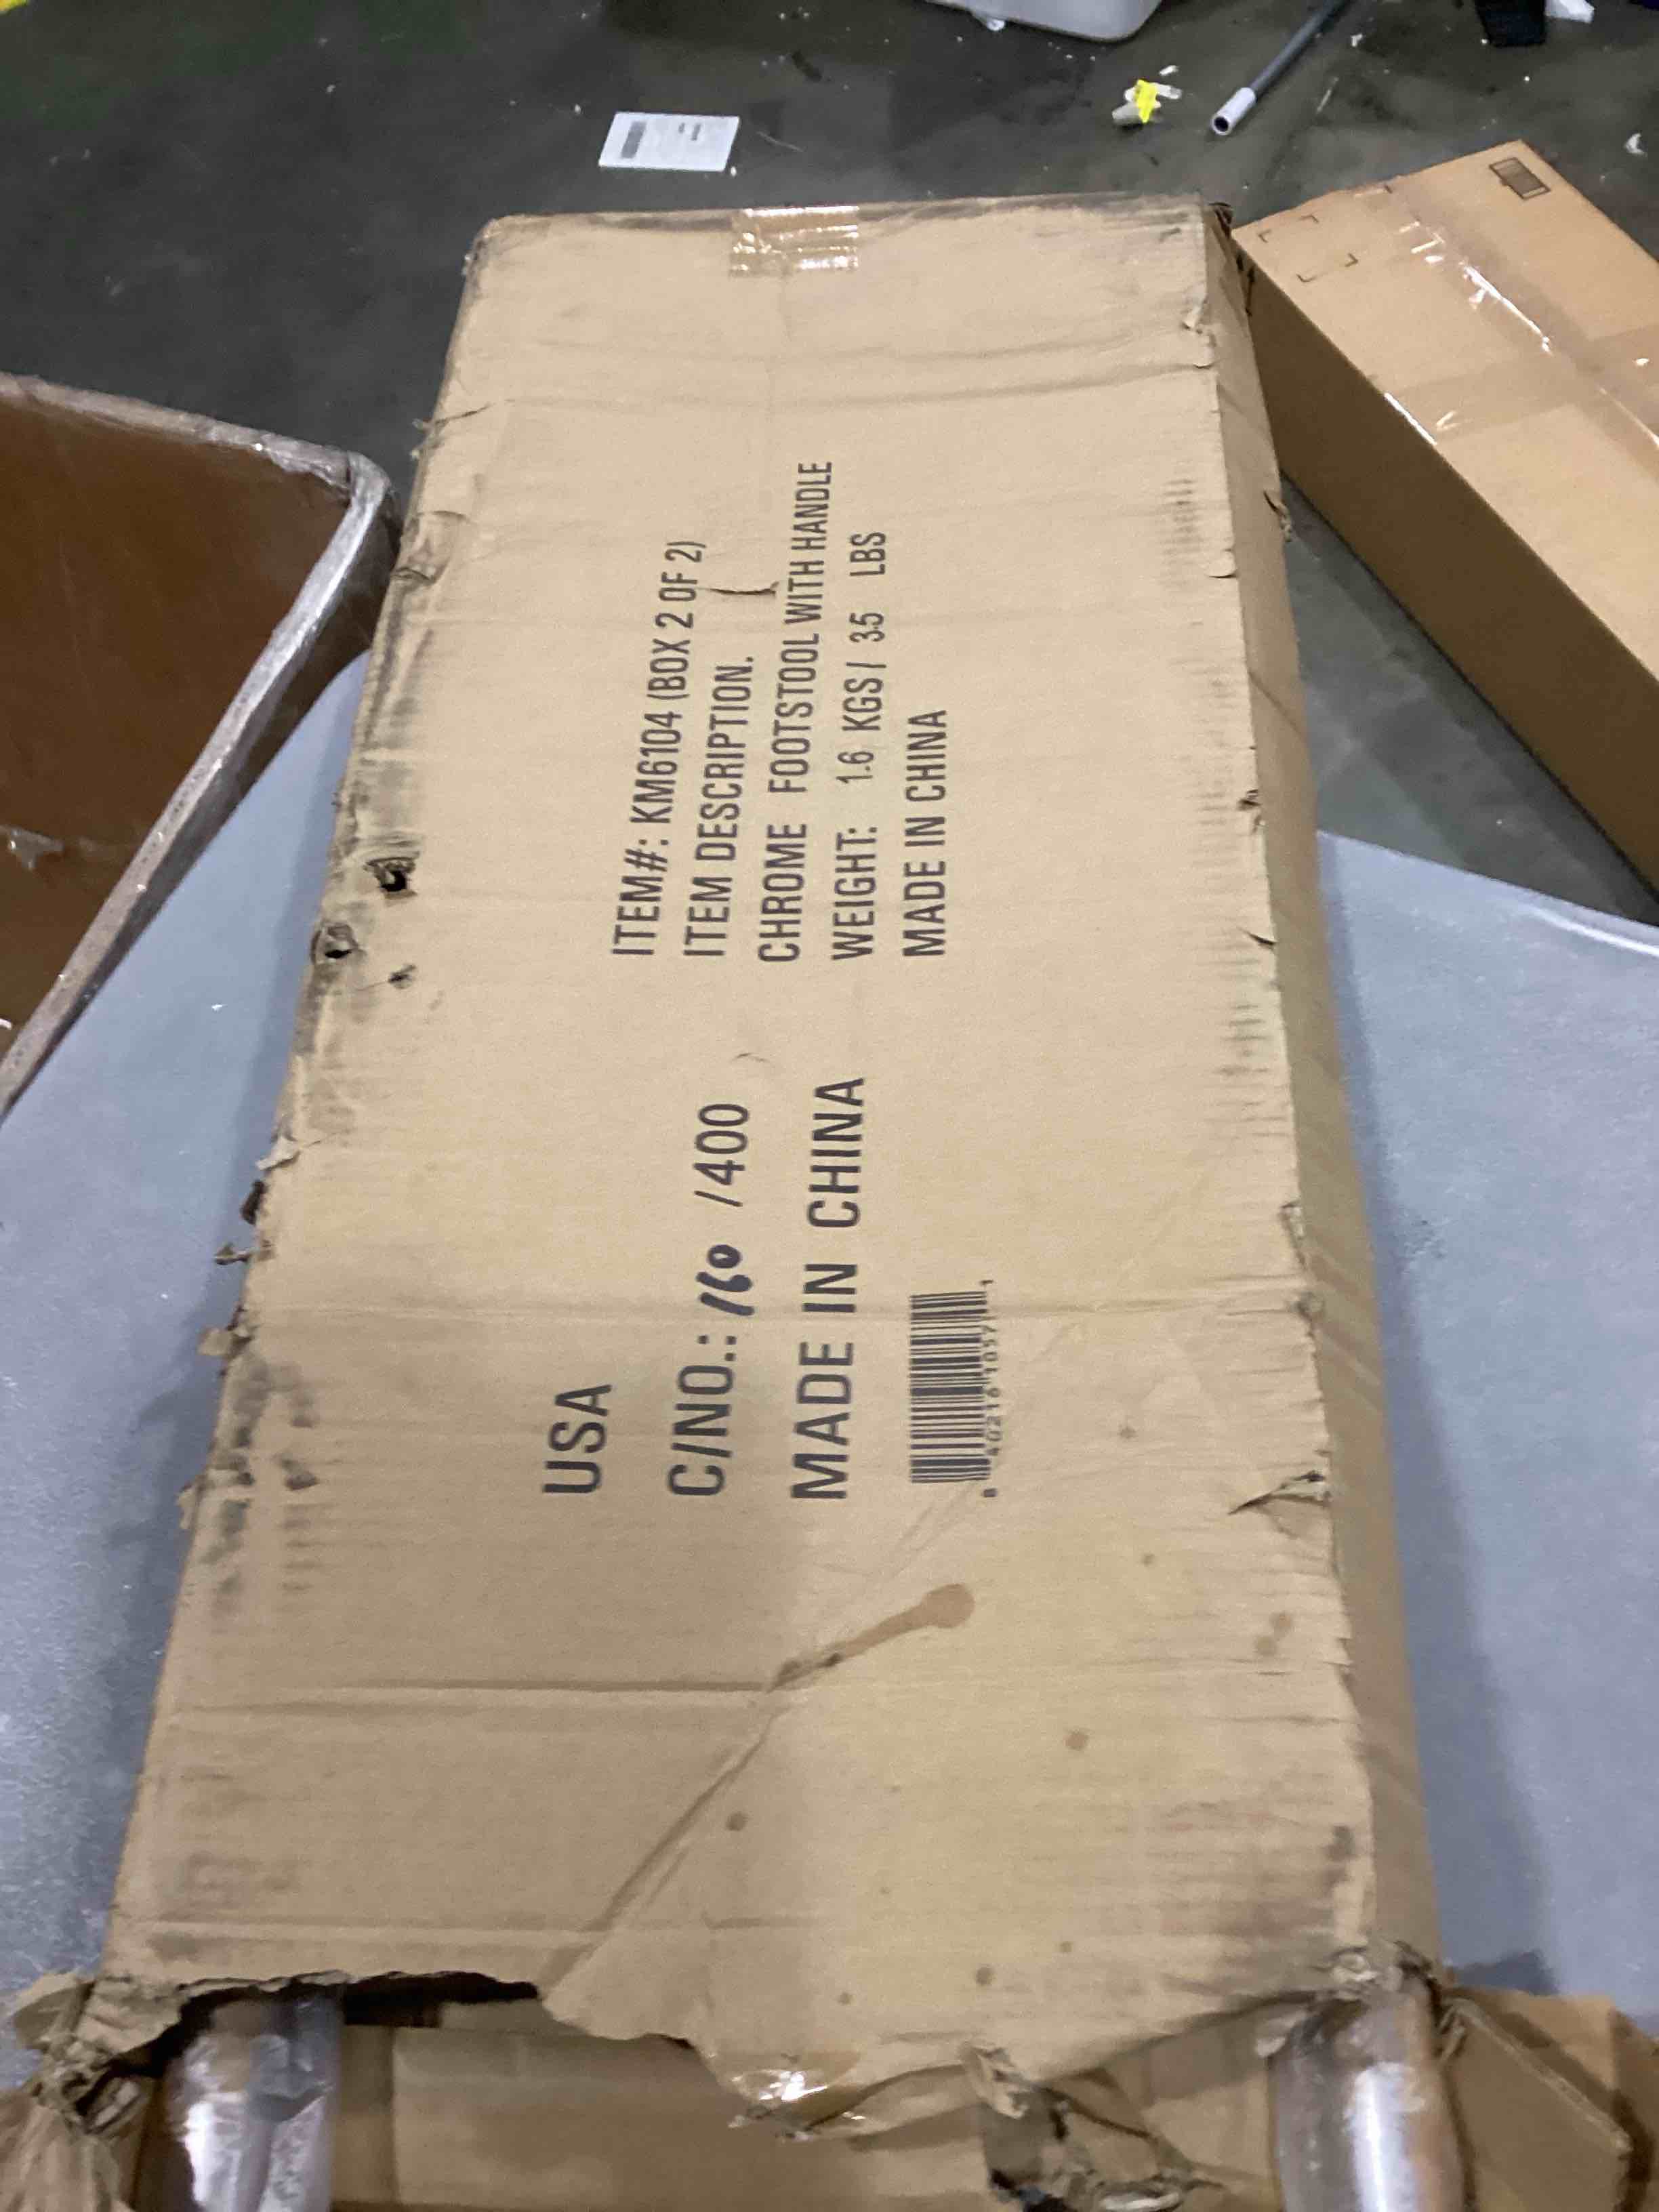 ITEM#: KM6104 (BOX 2 OF 2)
ITEM DESCRIPTION.
CHROME FOOTSTOOL WITH HANDLE
WEIGHT: 1.6 KGS/ 3.5 LBS
MADE IN CHINA
USA
C/NO.: 160 /400
MADE IN CHINA